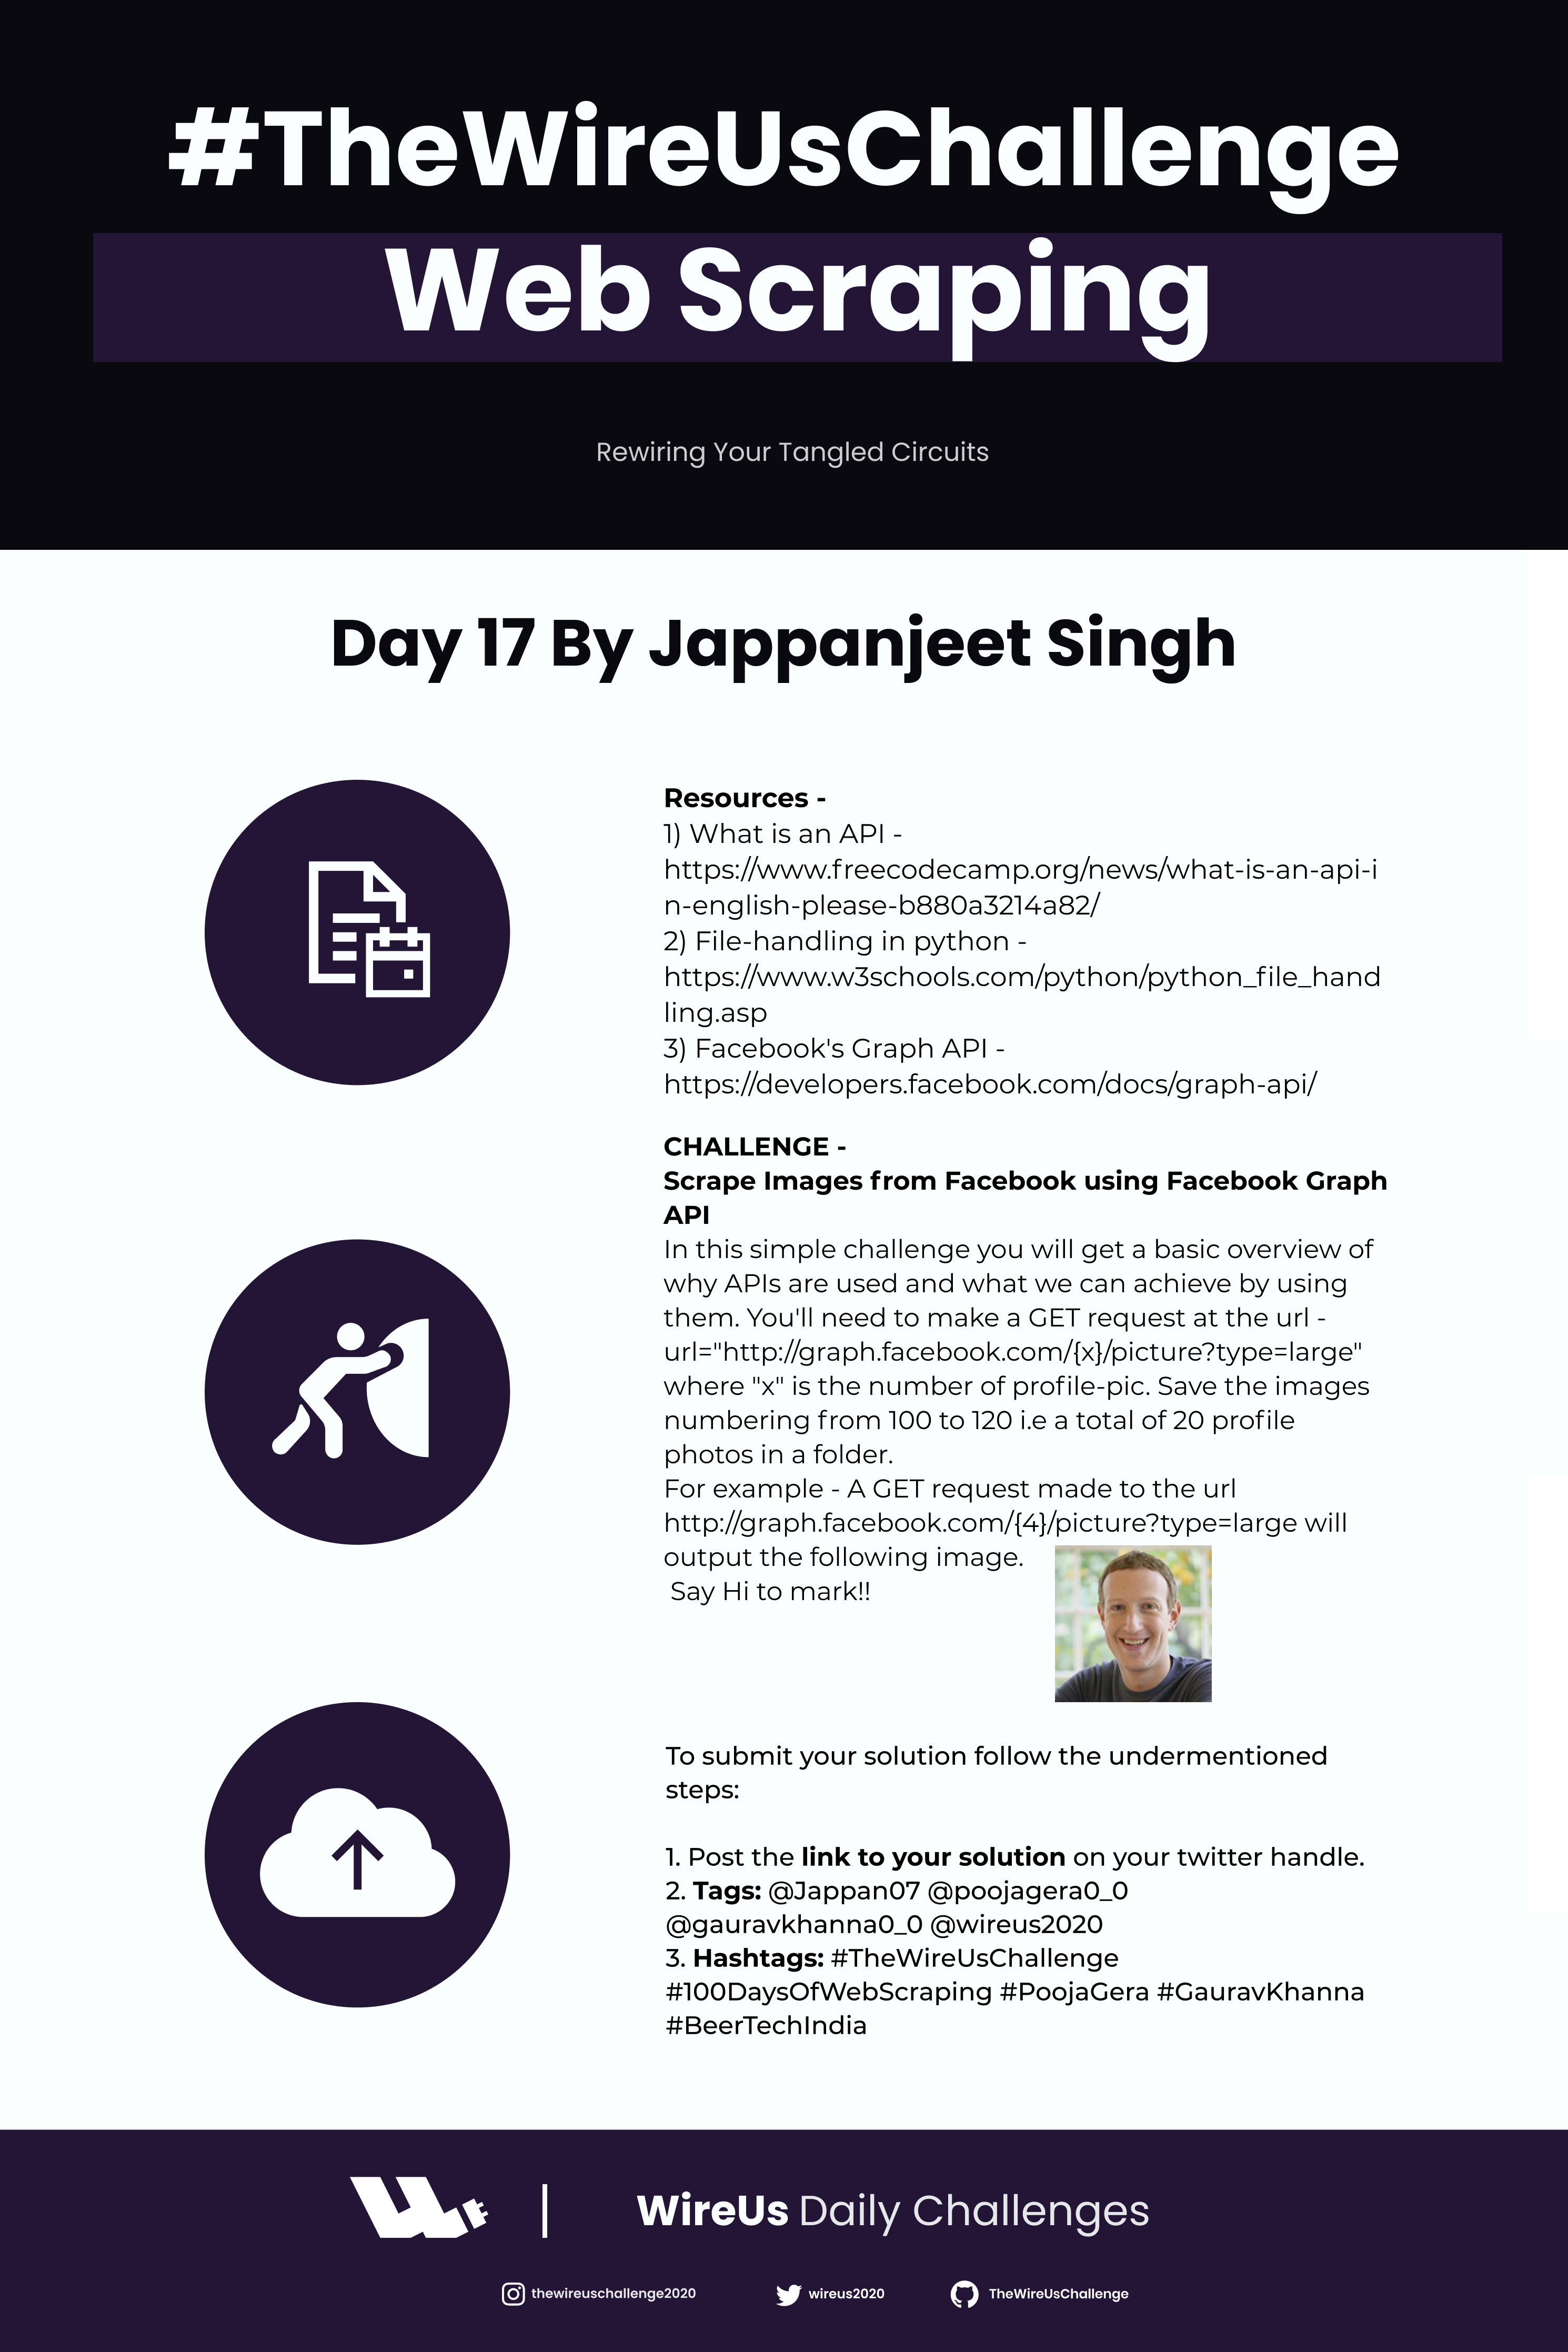 #TheWireUsChallenge
Web Scraping
Rewiring Your Tangled Circuits
Day 17 By Jappanjeet Singh
Resources -
1) What is an API -
https://www.freecodecamp.org/news/what-is-an-api-i
n-english-please-b880a3214a82/
2) File-handling in python -
https://www.w3schools.com/python/python_file_hand
ling.asp
3) Facebook's Graph API -
https://developers.facebook.com/docs/graph-api/
CHALLENGE -
Scrape Images from Facebook using Facebook Graph
API
In this simple challenge you will get a basic overview of
why APIs are used and what we can achieve by using
them. You'll need to make a GET request at the url -
url="http://graph.facebook.com/{x}/picture?type=large"
where "x" is the number of profile-pic. Save the images
numbering from 100 to 120 i.e a total of 20 profile
photos in a folder.
For example - A GET request made to the url
http://graph.facebook.com/{4}/picture?type=large will
output the following image.
Say Hi to mark!!
To submit your solution follow the undermentioned
steps:
1. Post the link to your solution on your twitter handle.
2. Tags: @Jappan07 @poojagera0_0
@gauravkhanna0_0 @wireus2020
3. Hashtags: #TheWireUsChallenge
#100DaysOfWebScraping #PoojaGera #GauravKhanna
#BeerTechIndia
WireUs Daily Challenges
thewireuschallenge2020 wireus2020 TheWireUsChallenge